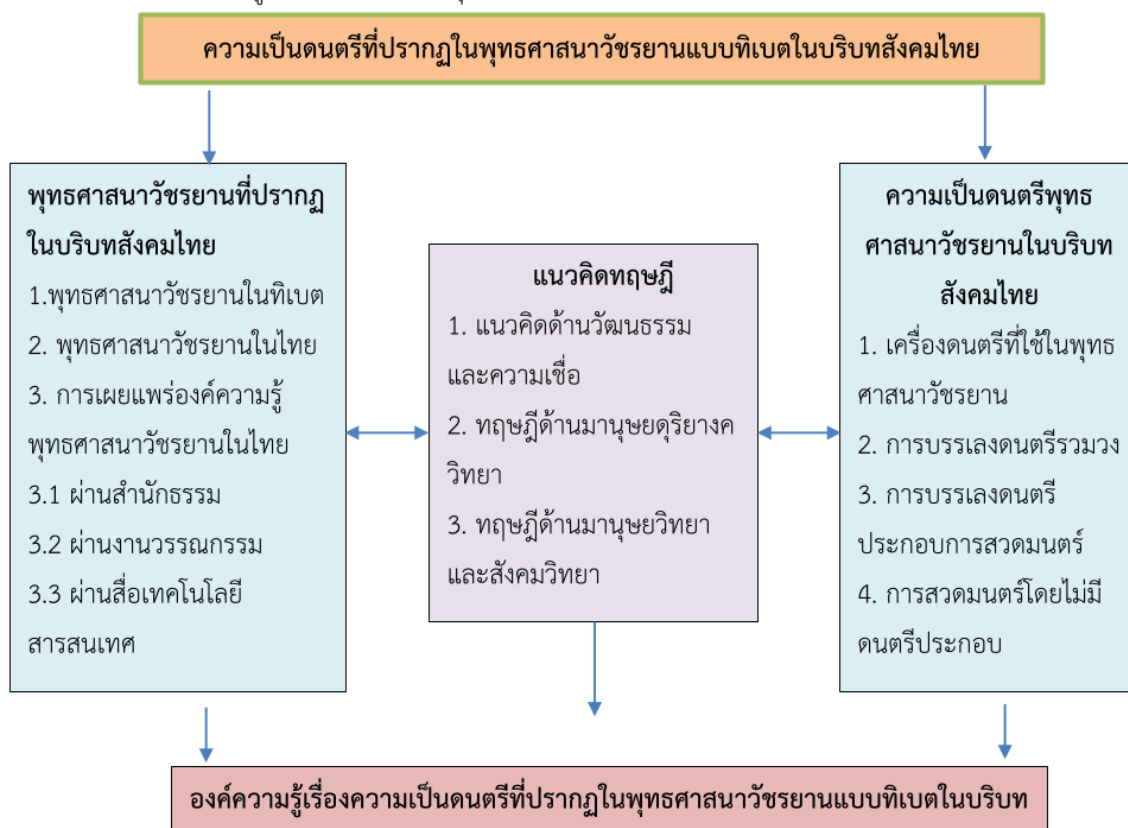 ความเป็นดนตรีที่ปรากฏในพุทธศาสนาวัชรยานแบบทิเบตในบริบทสังคมไทย
พุทธศาสนาวัชรยานที่ปรากฏ
ในบริบทสังคมไทย
1.พุทธศาสนาวัชรยานในทิเบต
2. พุทธศาสนาวัชรยานในไทย
3. การเผยแพร่องค์ความรู้
พุทธศาสนาวัชรยานในไทย
3.1 ผ่านสำนักธรรม
3.2 ผ่านงานวรรณกรรม
3.3 ผ่านสื่อเทคโนโลยี
สารสนเทศ
แนวคิดทฤษฎี
1. แนวคิดด้านวัฒนธรรม
และความเชื่อ
2. ทฤษฎีด้านมานุษยดุริยางค
วิทยา
3. ทฤษฎีด้านมานุษยวิทยา
และสังคมวิทยา
ความเป็นดนตรีพุทธ
ศาสนาวัชรยานในบริบท
สังคมไทย
1. เครื่องดนตรีที่ใช้ในพุทธ
ศาสนาวัชรยาน
2. การบรรเลงดนตรีรวมวง
3. การบรรเลงดนตรี
ประกอบการสวดมนตร์
4. การสวดมนตร์โดยไม่มี
ดนตรีประกอบ
องค์ความรู้เรื่องความเป็นดนตรีที่ปรากฏในพุทธศาสนาวัชรยานแบบทิเบตในบริบท